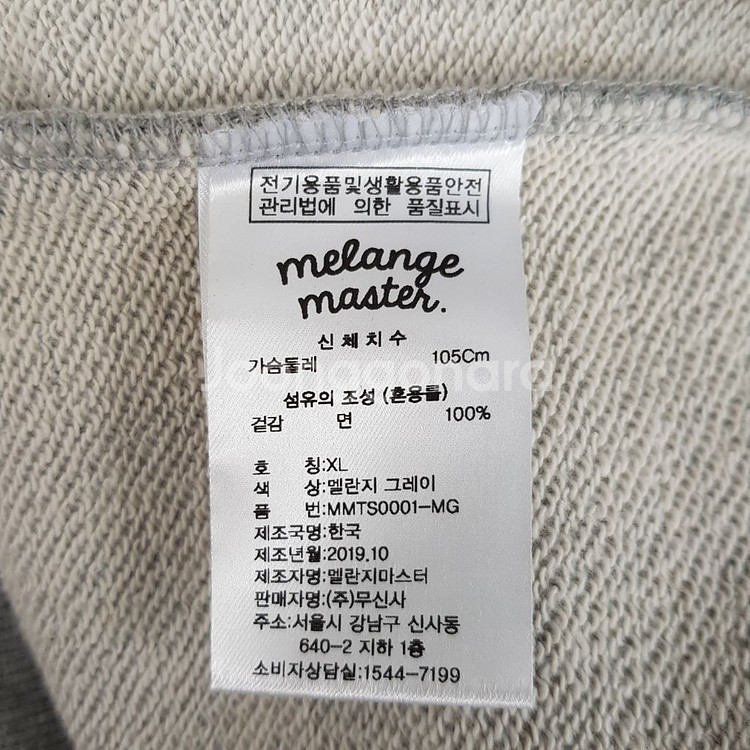 전기용품및생활용품안전
관리법에 의한 품질표시
melange
master.
신체치수
가슴둘레 105Cm
섬유의 조성 (혼용률)
겉감 면 100%
호 칭:XL
색 상:멜란지 그레이
품 번:MMTS0001-MG
제조국명:한국
제조년월:2019.10
제조자명:멜란지마스터
판매자명:(주)무신사
주소:서울시 강남구 신사동
640-2 지하 1층
소비자상담실:1544-7199
Joonggonara